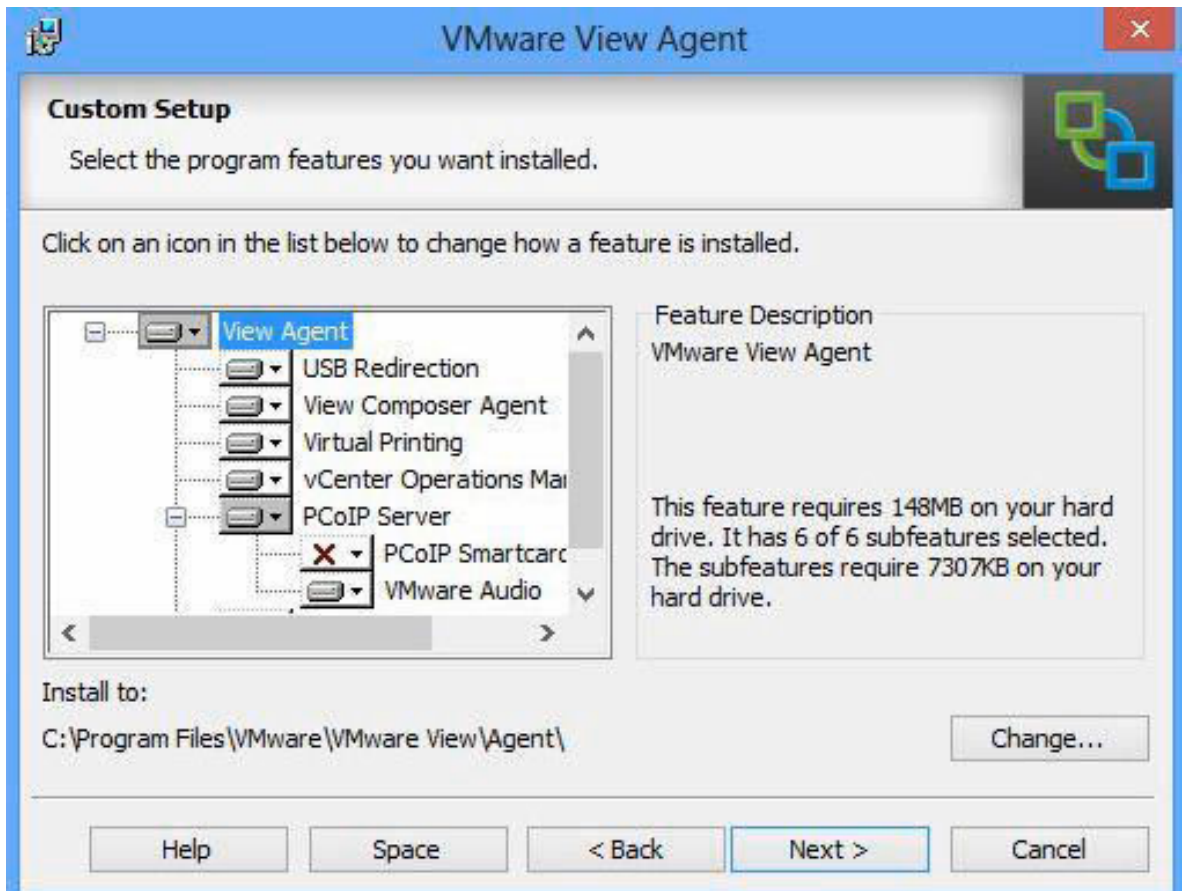 VMware View Agent
Custom Setup
Select the program features you want installed.
Click on an icon in the list below to change how a feature is installed.
View Agent
USB Redirection
View Composer Agent
Virtual Printing
vCenter Operations Mar
PCoIP Server
PCoIP Smartcard
VMware Audio
Feature Description
VMware View Agent
This feature requires 148MB on your hard
drive. It has 6 of 6 subfeatures selected.
The subfeatures require 7307KB on your
hard drive.
Install to:
C:\Program Files\VMware\VMware View\Agent\
Change...
Help
Space
< Back
Next >
Cancel